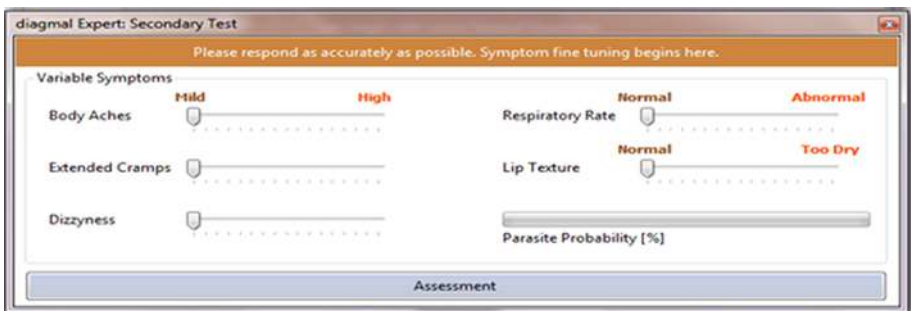 diagmal Expert: Secondary Test
Please respond as accurately as possible. Symptom fine tuning begins here.
Variable Symptoms
Mild High
Body Aches
Extended Cramps
Dizzyness
Normal Abnormal
Respiratory Rate
Normal Too Dry
Lip Texture
Parasite Probability [%]
Assessment